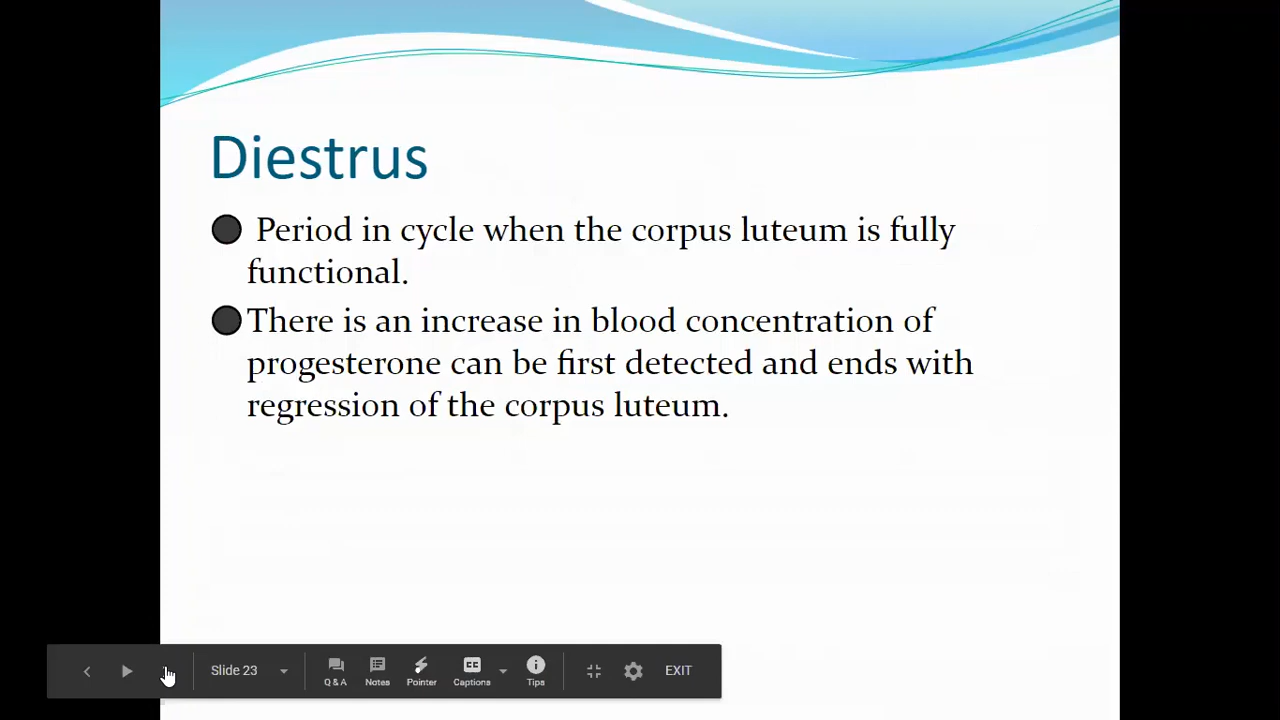 Diestrus
Period in cycle when the corpus luteum is fully
functional.
There is an increase in blood concentration of
progesterone can be first detected and ends with
regression of the corpus luteum.
Slide 23
Q & A
Notes
Pointer
Captions
Tips
EXIT